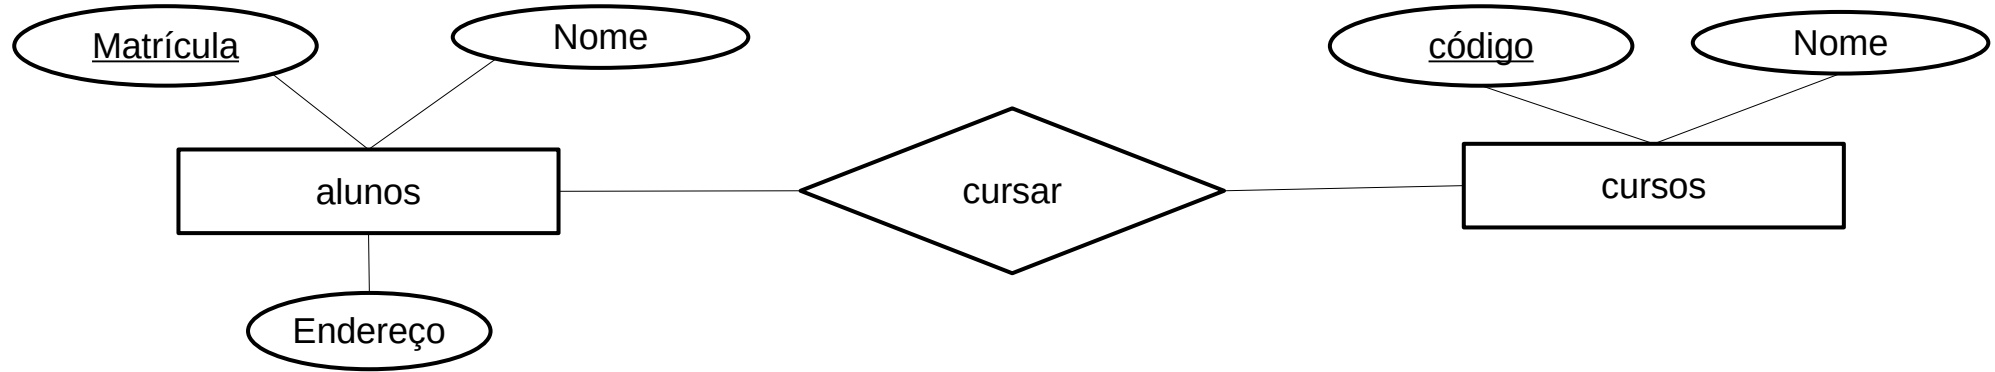 Matrícula
Nome
código
Nome
alunos
cursar
cursos
Endereço